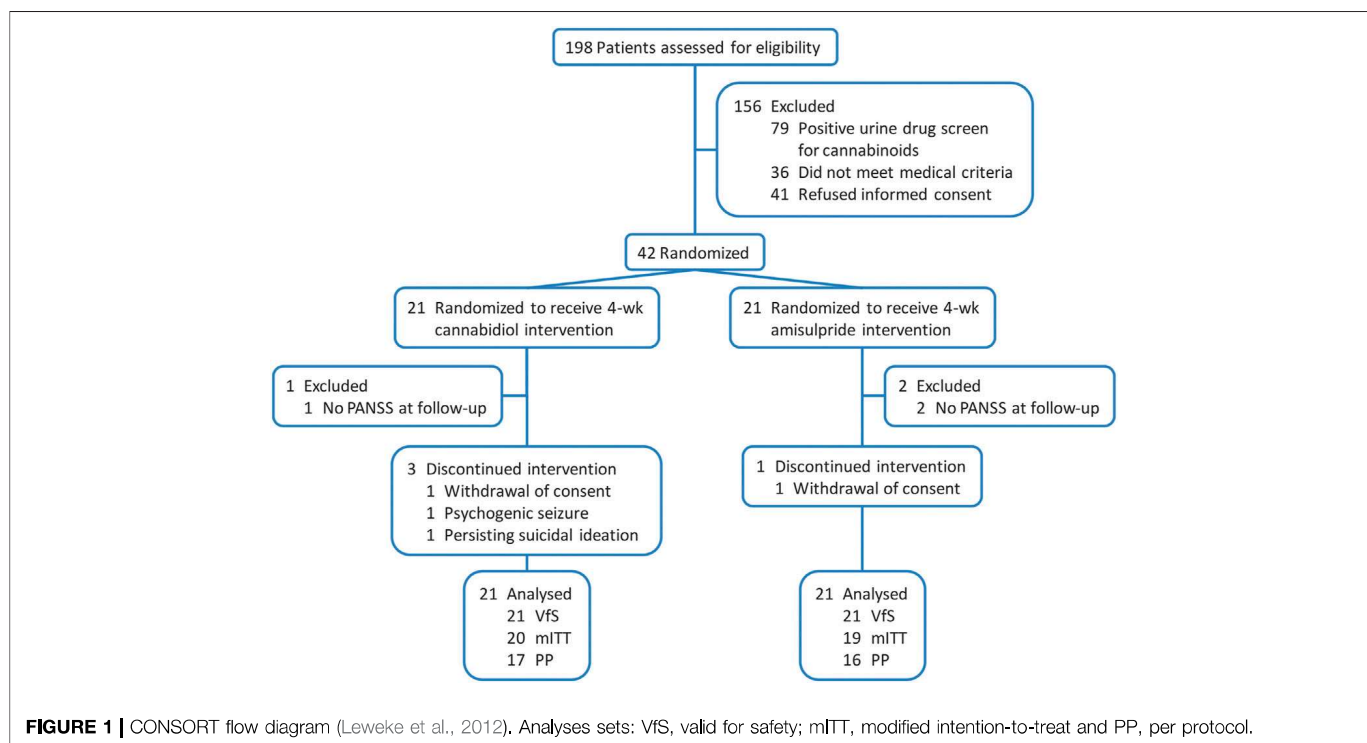 198 Patients assessed for eligibility
156 Excluded
79 Positive urine drug screen
for cannabinoids
36 Did not meet medical criteria
41 Refused informed consent
42 Randomized
21 Randomized to receive 4-wk
cannabidiol intervention
21 Randomized to receive 4-wk
amisulpride intervention
1 Excluded
1 No PANSS at follow-up
2 Excluded
2 No PANSS at follow-up
3 Discontinued intervention
1 Withdrawal of consent
1 Psychogenic seizure
1 Persisting suicidal ideation
1 Discontinued intervention
1 Withdrawal of consent
21 Analysed
21 VfS
20 mITT
17 PP
21 Analysed
21 VfS
19 mITT
16 PP
FIGURE 1 | CONSORT flow diagram (Leweke et al., 2012). Analyses sets: VfS, valid for safety; mITT, modified intention-to-treat and PP, per protocol.